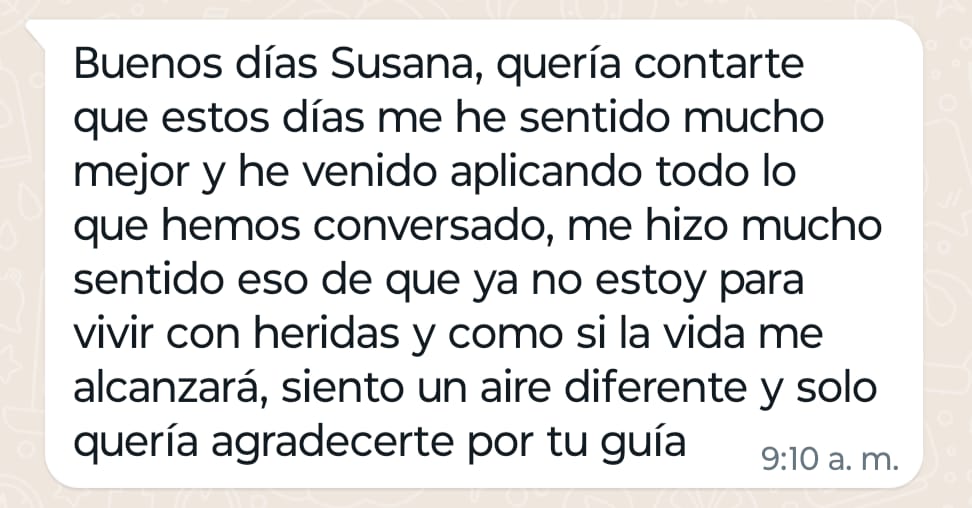 Buenos días Susana, quería contarte
que estos días me he sentido mucho
mejor y he venido aplicando todo lo
que hemos conversado, me hizo mucho
sentido eso de que ya no estoy para
vivir con heridas y como si la vida me
alcanzará, siento un aire diferente y solo
quería agradecerte por tu guía
9:10 a. m.